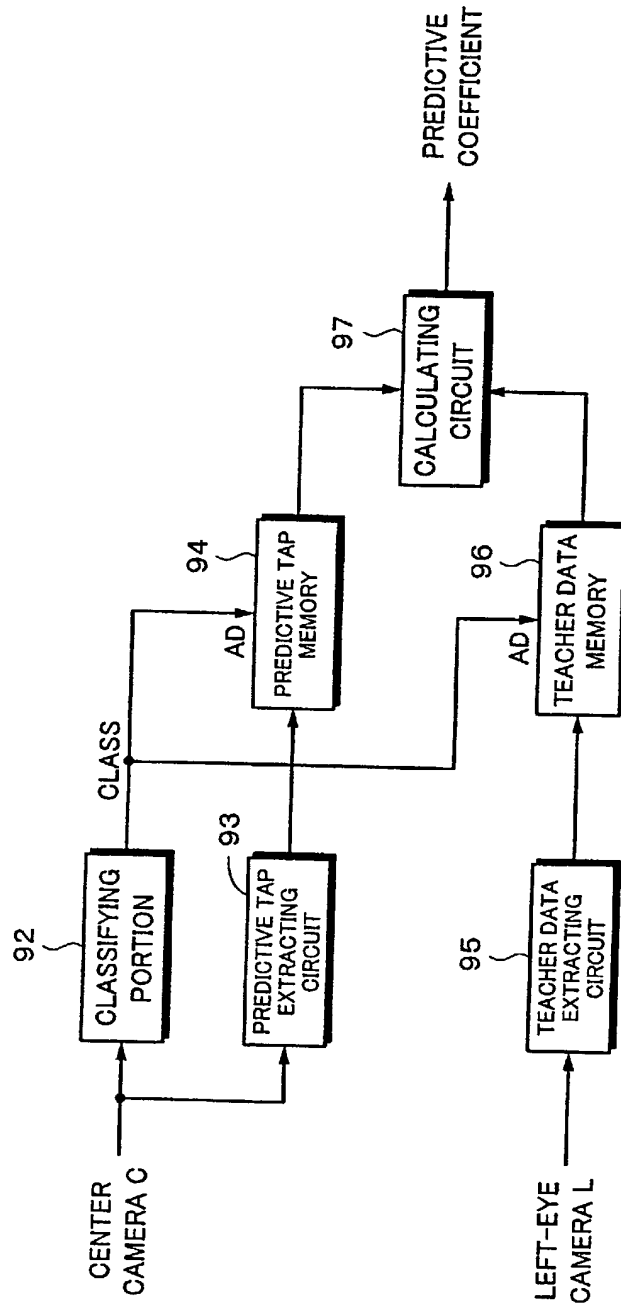 CENTER
CAMERA C
92
CLASSIFYING
PORTION
CLASS
93
PREDICTIVE TAP
EXTRACTING
CIRCUIT
94
AD
PREDICTIVE TAP
MEMORY
LEFT-EYE
CAMERA L
95
TEACHER DATA
EXTRACTING
CIRCUIT
96
AD
TEACHER DATA
MEMORY
97
CALCULATING
CIRCUIT
PREDICTIVE
COEFFICIENT